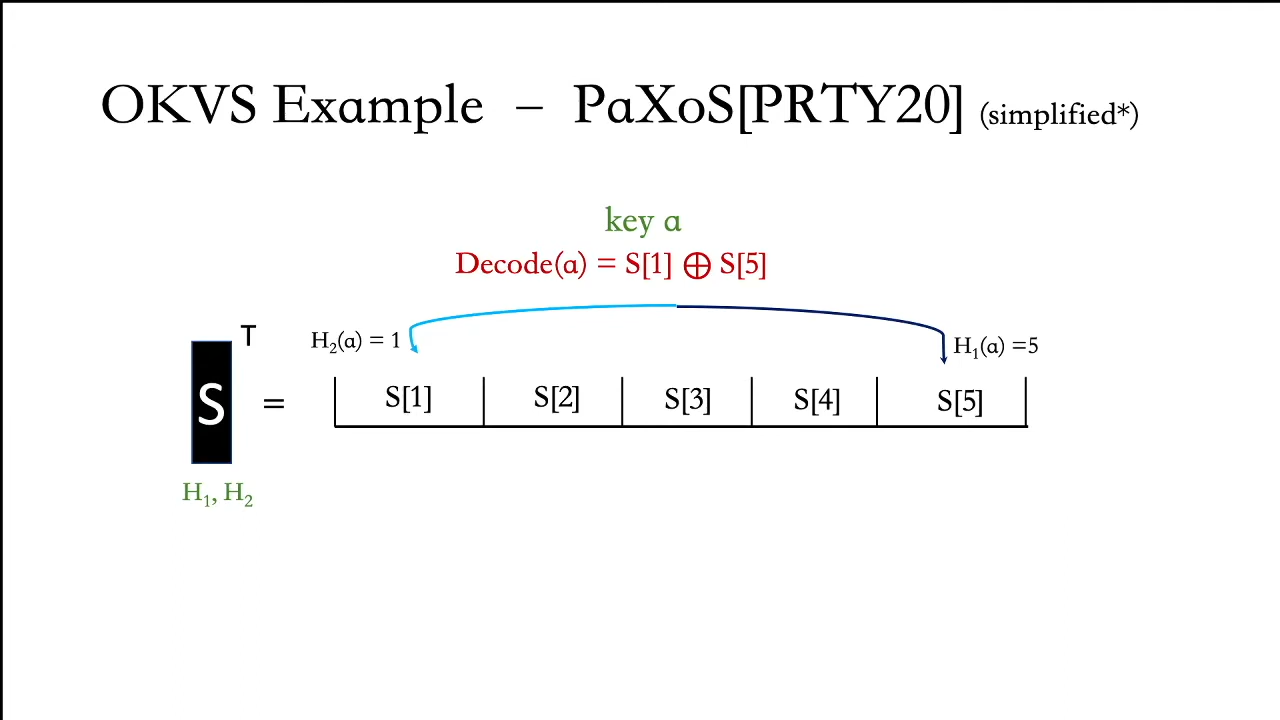 OKVS Example – PaXoS[PRTY20] (simplified*)
key a
Decode(a) = S[1] ⊕ S[5]
T
H₂(a) = 1
H₁(a) =5
S = S[1] S[2] S[3] S[4] S[5]
H₁, H₂